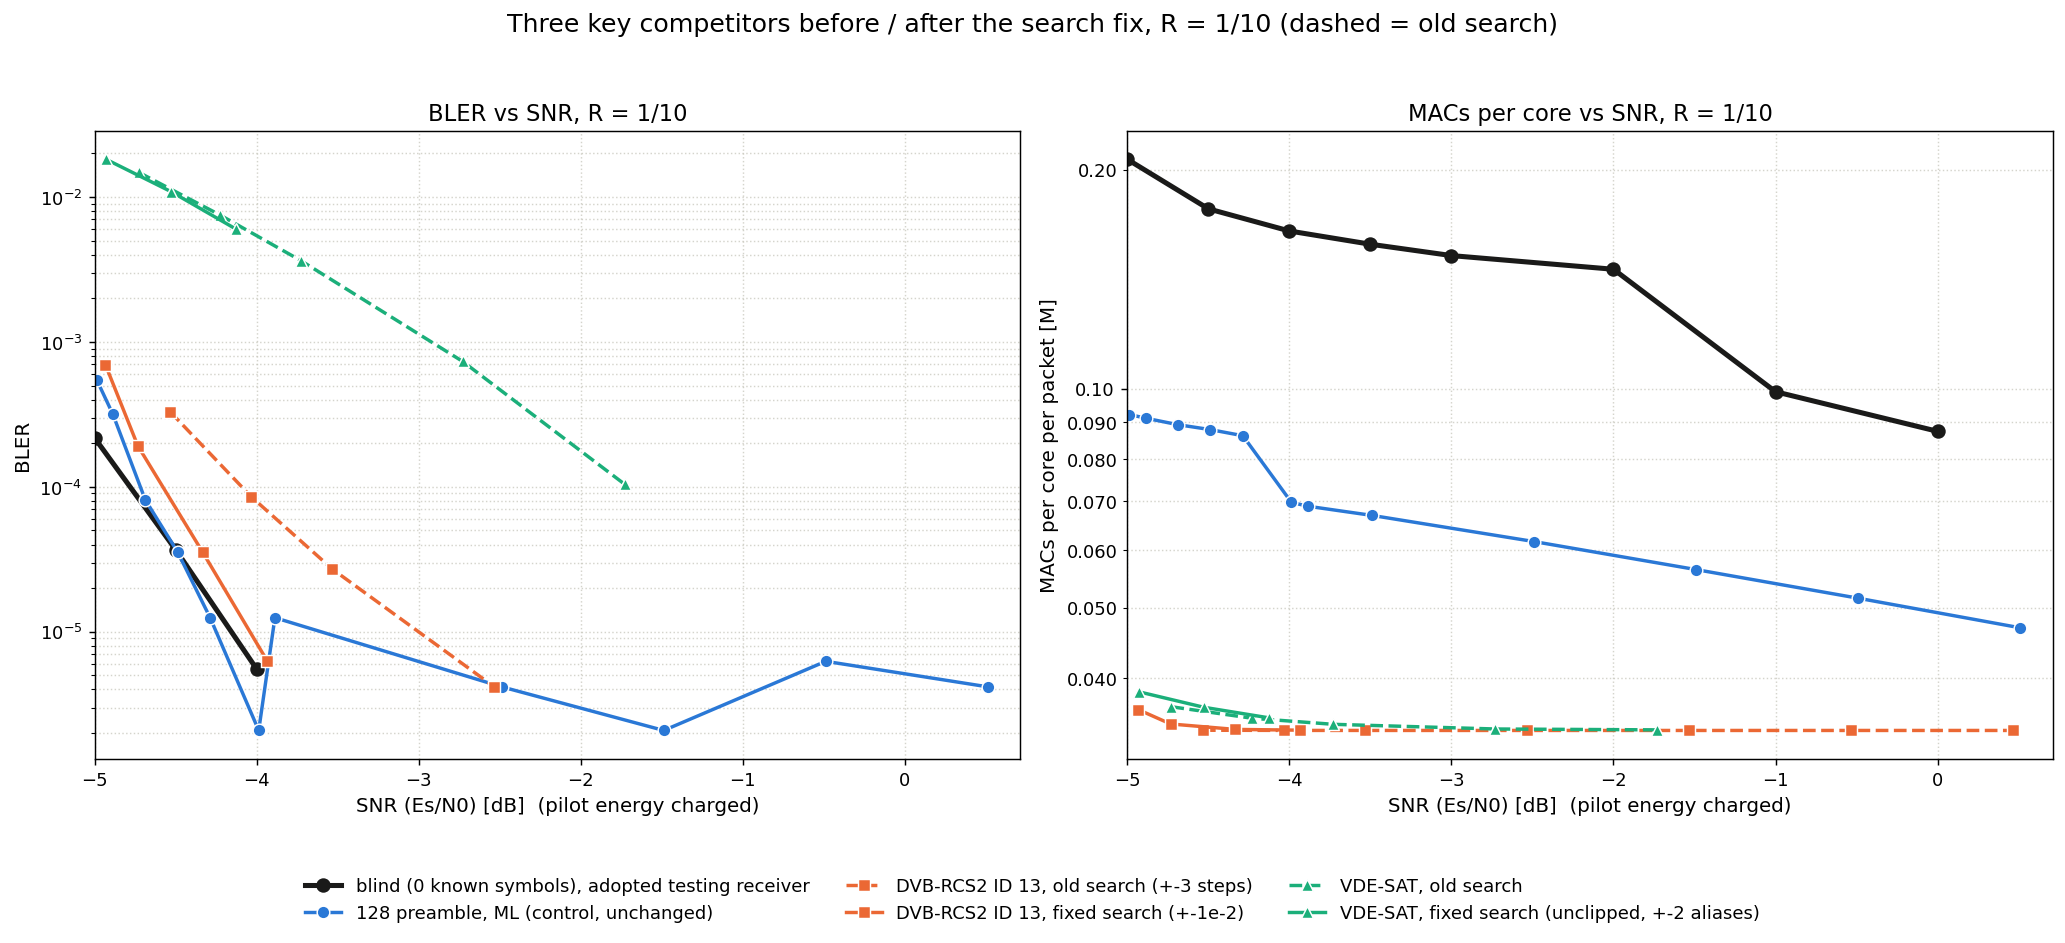 Three key competitors before / after the search fix, R = 1/10 (dashed = old search)
BLER vs SNR, R = 1/10
BLER
10⁻²
10⁻³
10⁻⁴
10⁻⁵
−5 −4 −3 −2 −1 0
SNR (Es/N0) [dB]  (pilot energy charged)
MACs per core vs SNR, R = 1/10
MACs per core per packet [M]
0.20
0.10
0.090
0.080
0.070
0.060
0.050
0.040
−5 −4 −3 −2 −1 0
SNR (Es/N0) [dB]  (pilot energy charged)
blind (0 known symbols), adopted testing receiver
128 preamble, ML (control, unchanged)
DVB-RCS2 ID 13, old search (+-3 steps)
DVB-RCS2 ID 13, fixed search (+-1e-2)
VDE-SAT, old search
VDE-SAT, fixed search (unclipped, +-2 aliases)